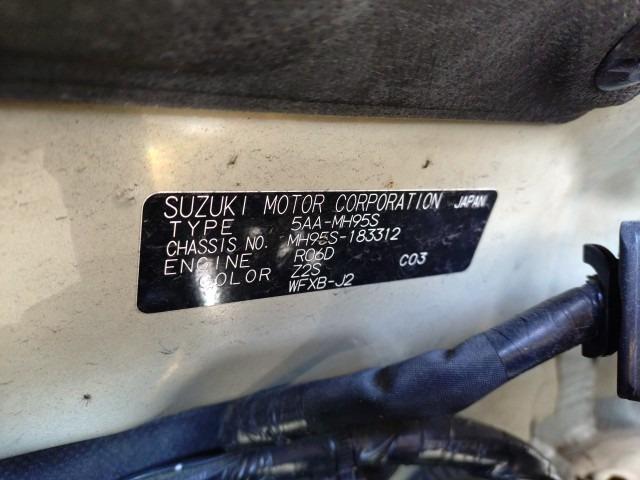 SUZUKI MOTOR CORPORATION JAPAN
TYPE 5AA-MH95S
CHASSIS NO. MH95S-183312
ENGINE R06D C03
COLOR Z2S
WFXB-J2